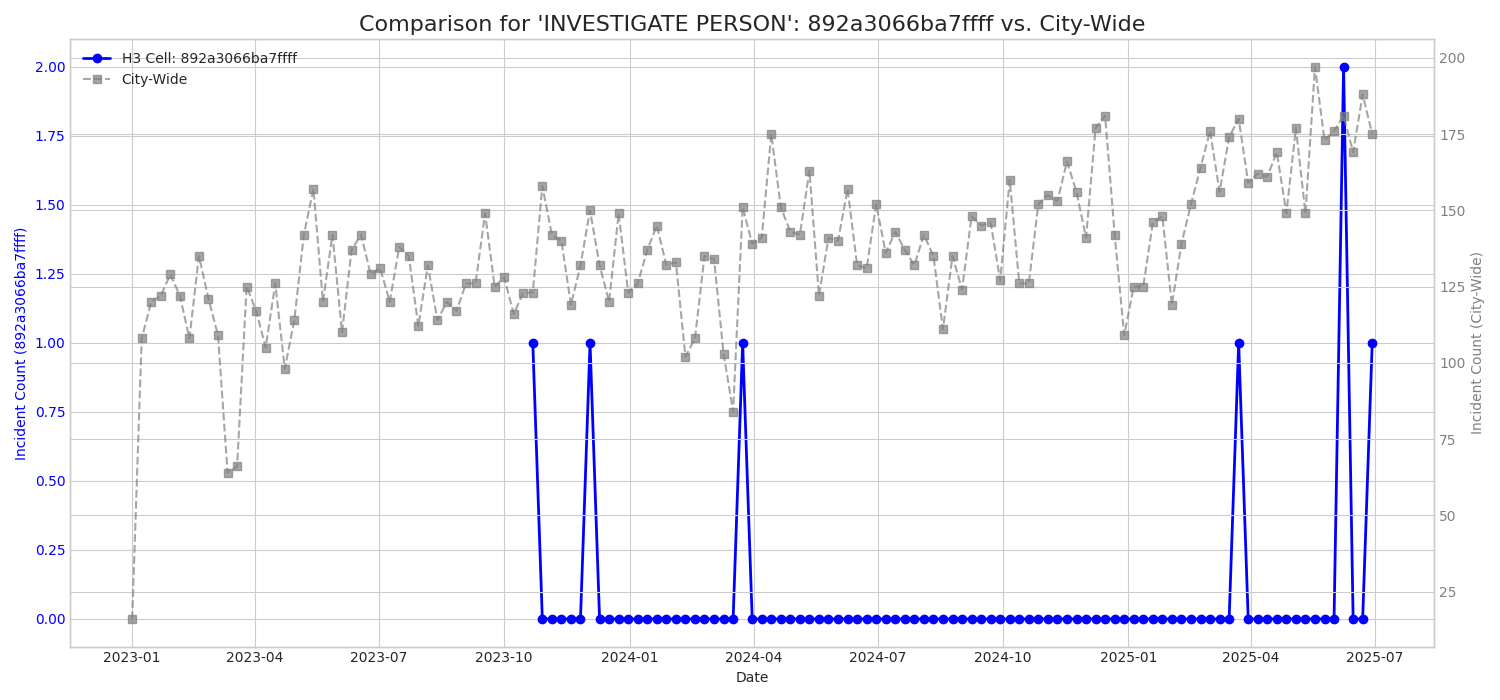 Comparison for 'INVESTIGATE PERSON': 892a3066ba7ffff vs. City-Wide
H3 Cell: 892a3066ba7ffff
City-Wide
Incident Count (892a3066ba7ffff)
2.00
1.75
1.50
1.25
1.00
0.75
0.50
0.25
0.00
200
175
150
125
100
75
50
25
Incident Count (City-Wide)
2023-01 2023-04 2023-07 2023-10 2024-01 2024-04 2024-07 2024-10 2025-01 2025-04 2025-07
Date